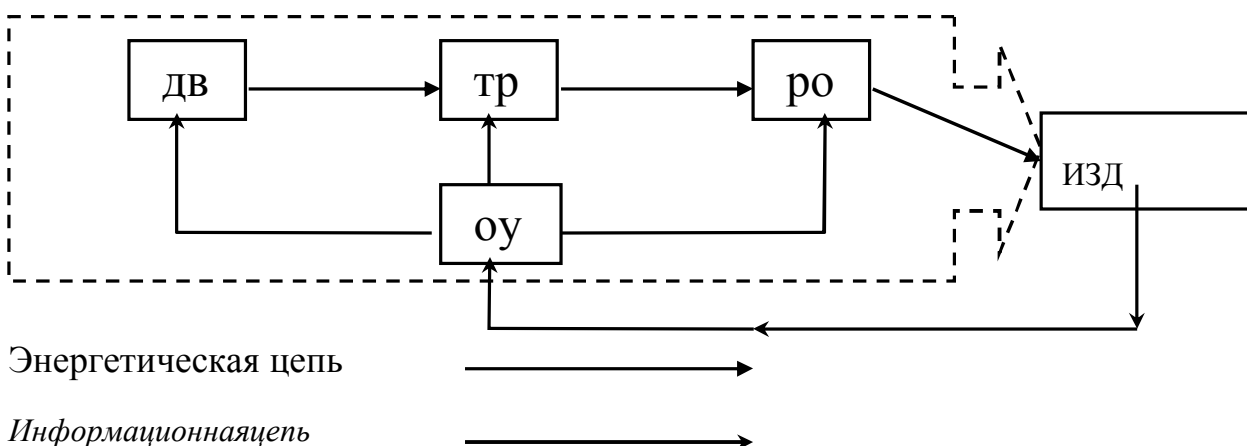 дв тр ро
изд
оу
Энергетическая цепь
Информационнаяцепь